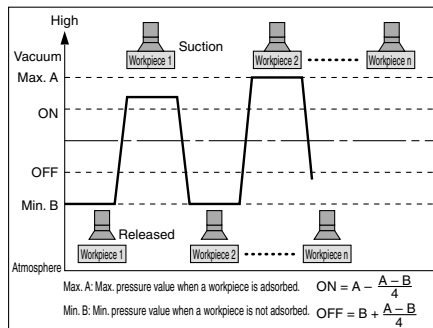 High
Suction
Vacuum
Workpiece 1
Workpiece 2
Workpiece n
Max. A
ON
OFF
Min. B
Released
Workpiece 1
Workpiece 2
Workpiece n
Atmosphere
Max. A: Max. pressure value when a workpiece is adsorbed. ON = A − (A − B)/4
Min. B: Min. pressure value when a workpiece is not adsorbed. OFF = B + (A − B)/4